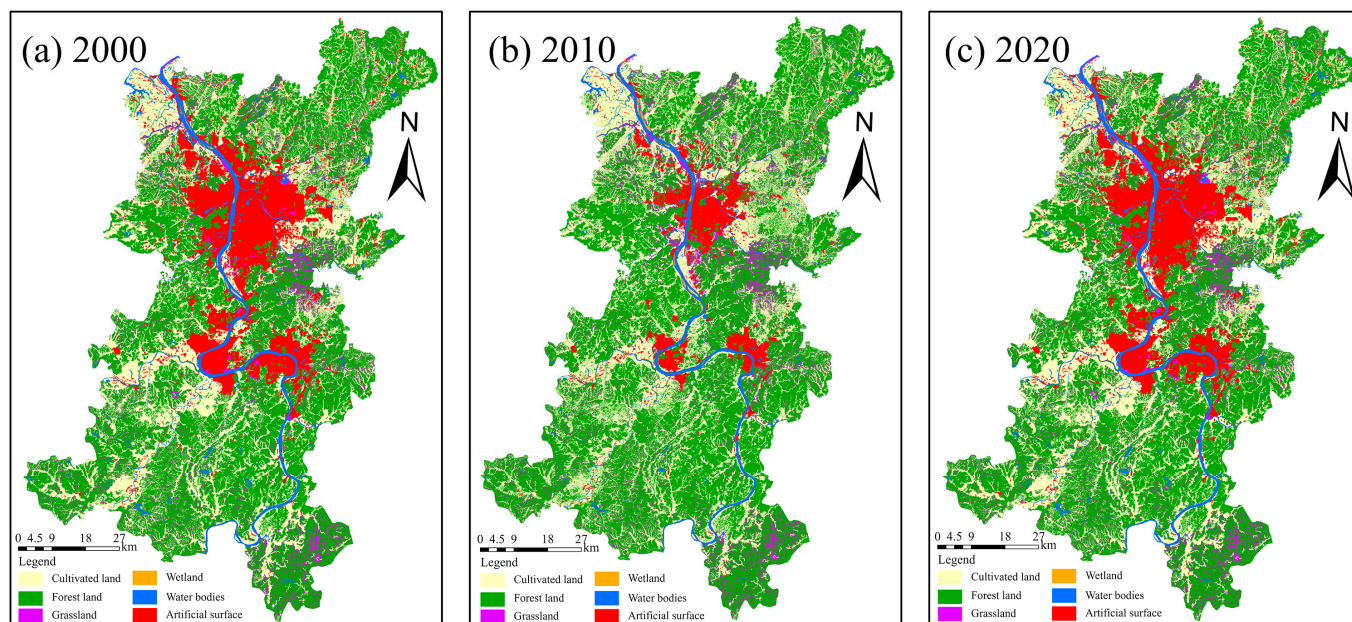 (a) 2000
N
0 4.5 9 18 27
km
Legend
Cultivated land Wetland
Forest land Water bodies
Grassland Artificial surface
(b) 2010
N
0 4.5 9 18 27
km
Legend
Cultivated land Wetland
Forest land Water bodies
Grassland Artificial surface
(c) 2020
N
0 4.5 9 18 27
km
Legend
Cultivated land Wetland
Forest land Water bodies
Grassland Artificial surface